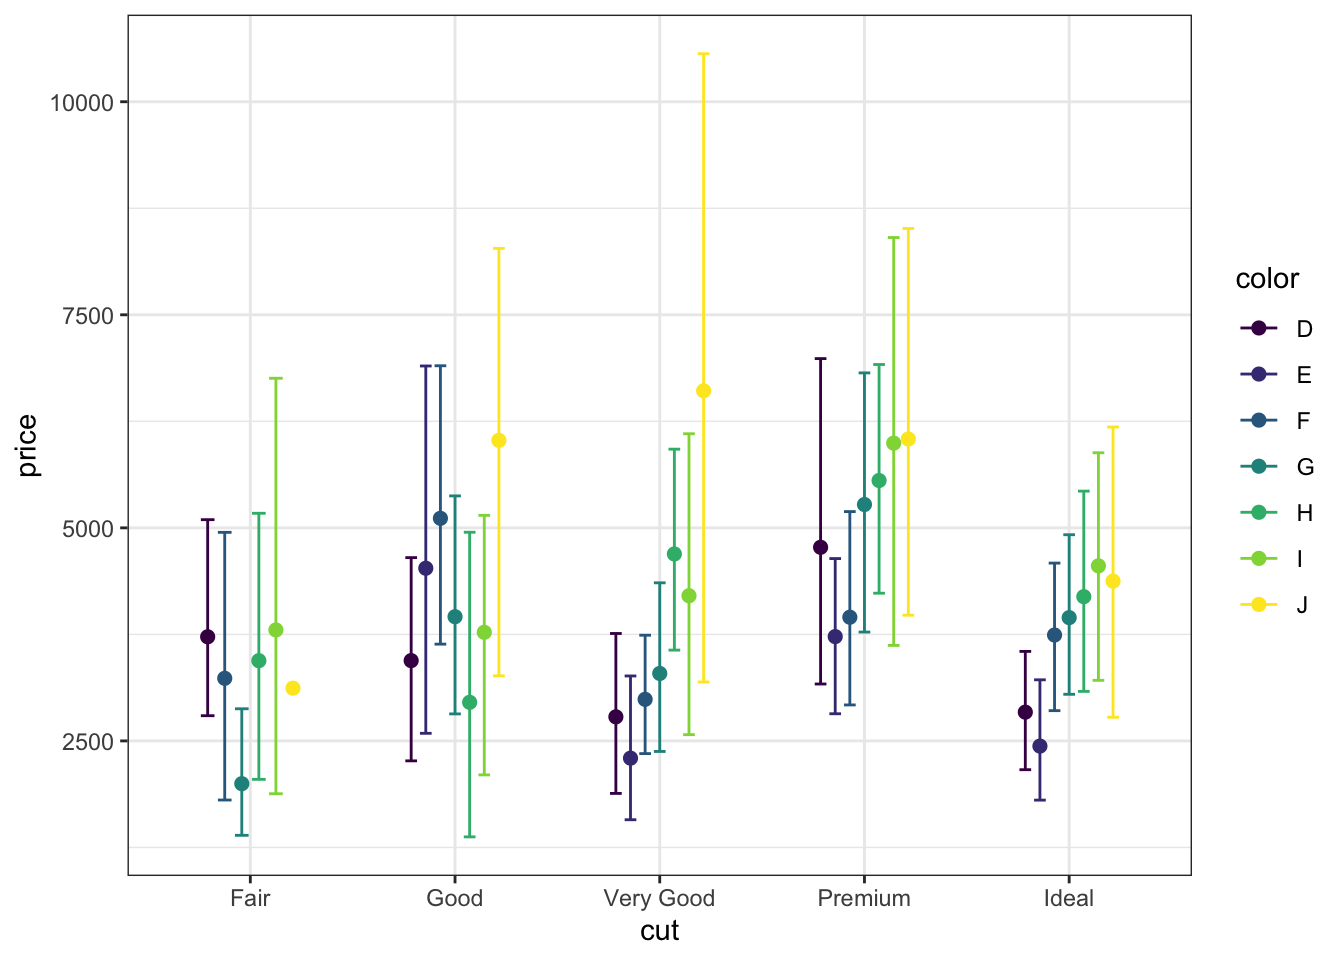 10000
7500
5000
2500
price
Fair
Good
Very Good
Premium
Ideal
cut
color
D
E
F
G
H
I
J